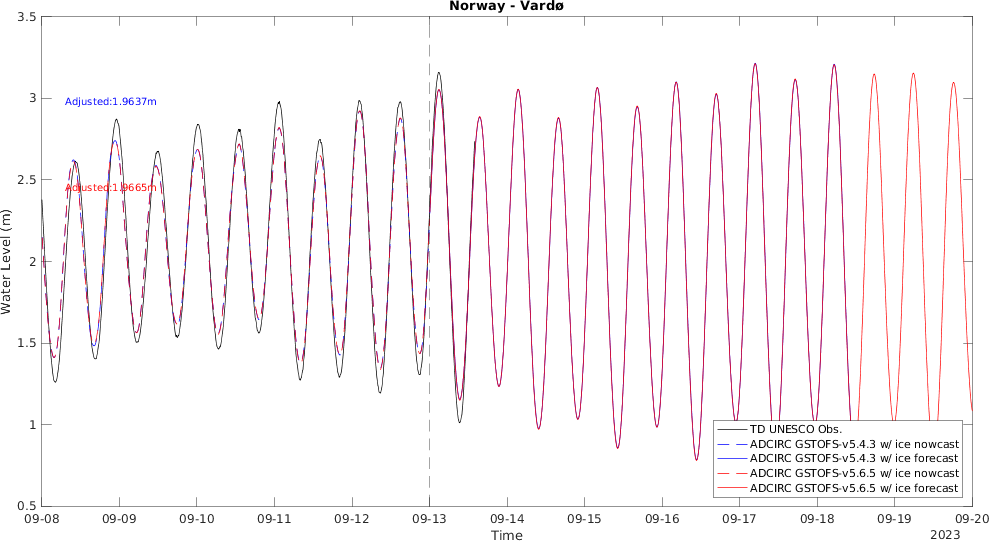 Norway - Vardø
3.5
3
2.5
2
1.5
1
0.5
Water Level (m)
Adjusted:1.9637m
Adjusted:1.9665m
TD UNESCO Obs.
ADCIRC GSTOFS-v5.4.3 w/ ice nowcast
ADCIRC GSTOFS-v5.4.3 w/ ice forecast
ADCIRC GSTOFS-v5.6.5 w/ ice nowcast
ADCIRC GSTOFS-v5.6.5 w/ ice forecast
09-08 09-09 09-10 09-11 09-12 09-13 09-14 09-15 09-16 09-17 09-18 09-19 09-20
Time
2023